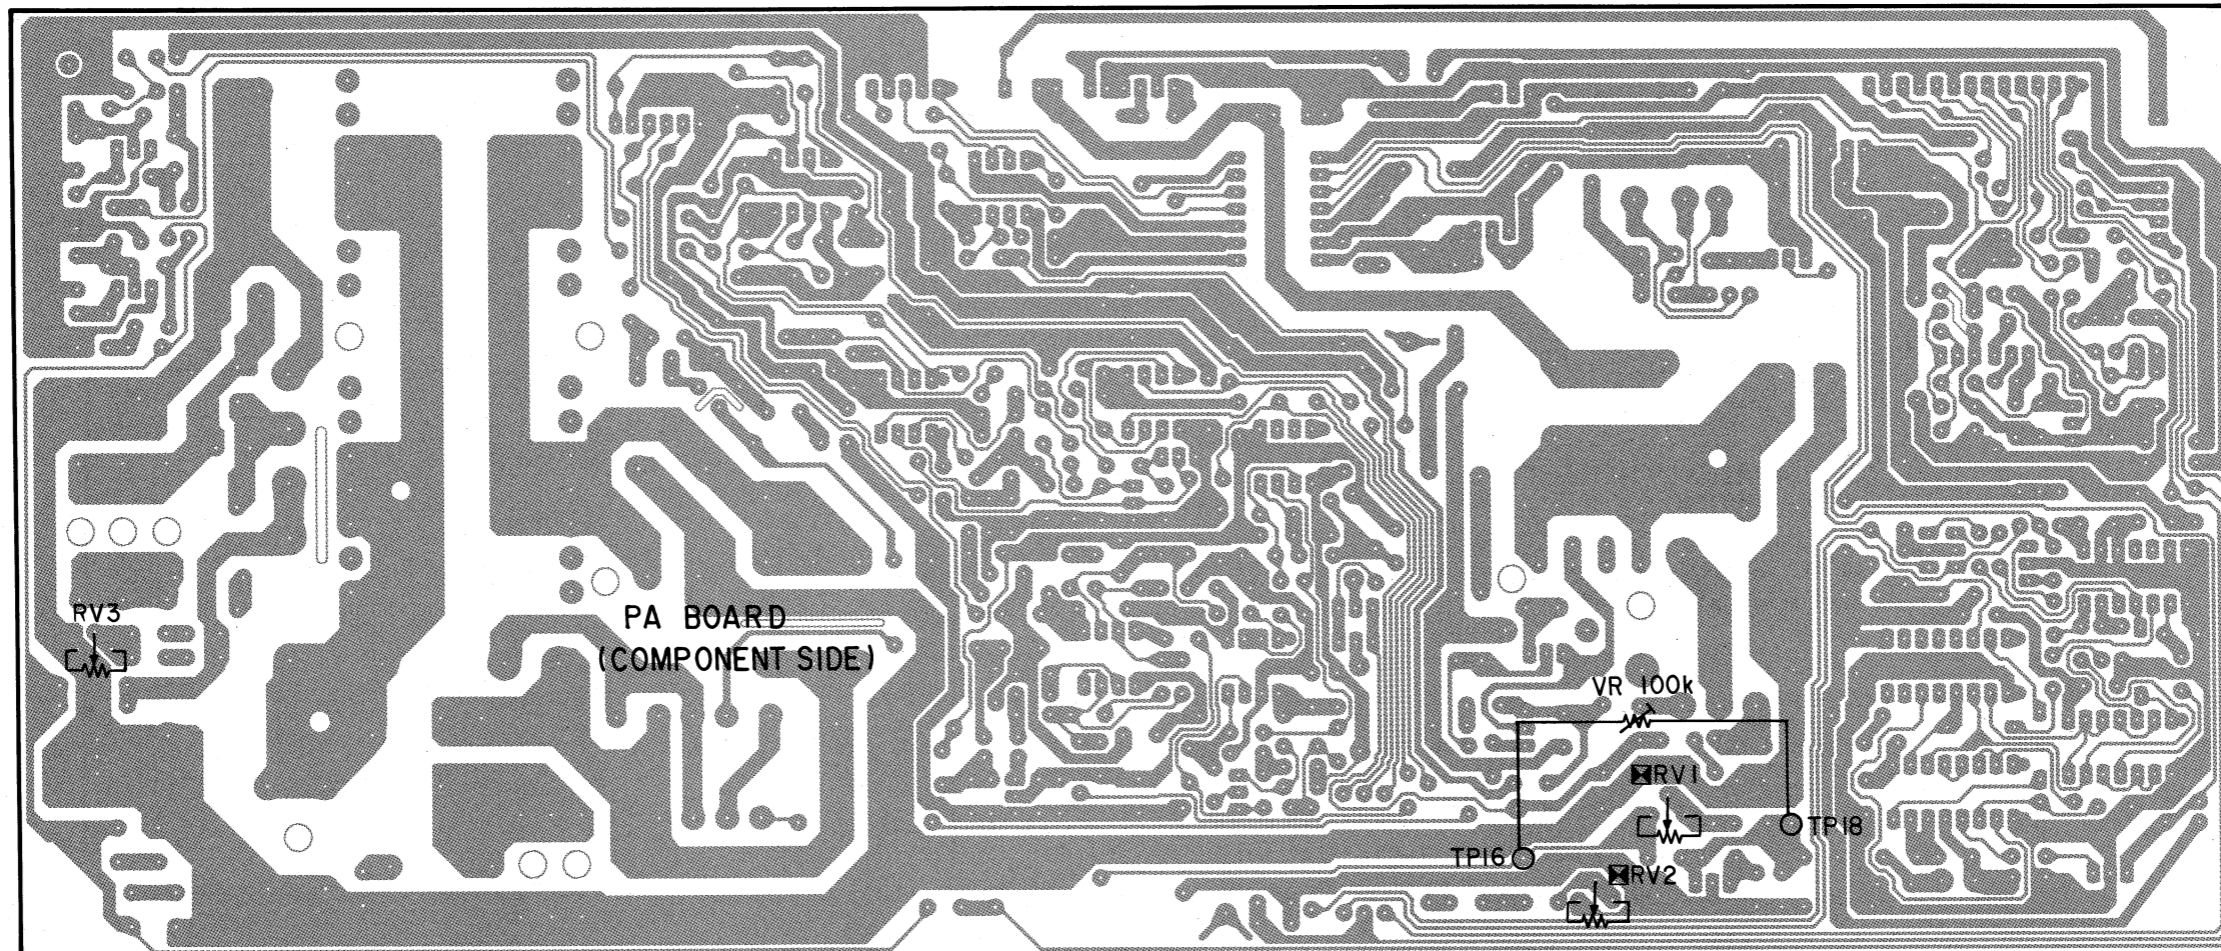 RV3
PA BOARD
(COMPONENT SIDE)
VR 100k
RV1
TP18
TP16
RV2